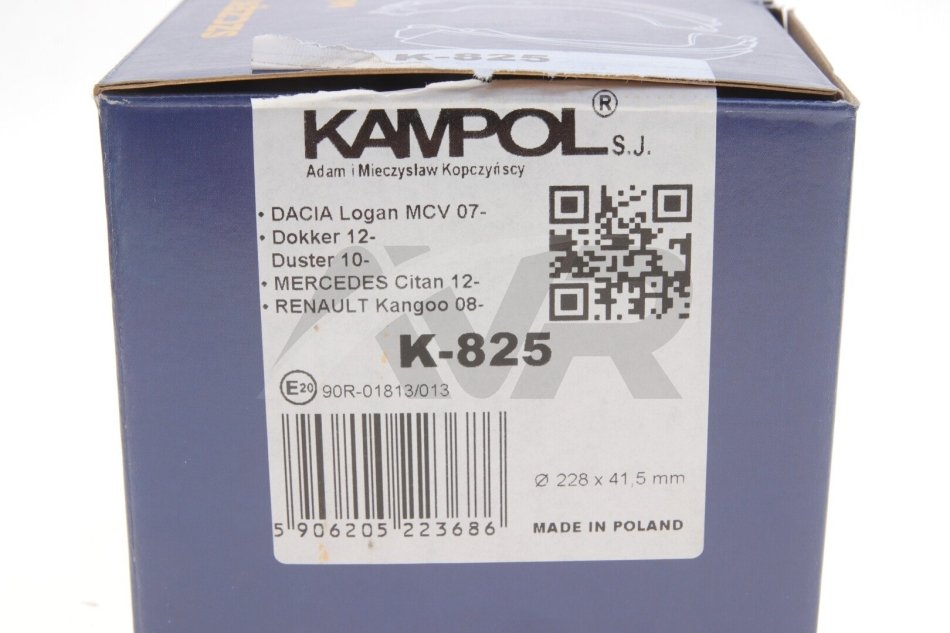 K-825
KAMPOL® S.J.
Adam i Mieczysław Kopczyńscy
• DACIA Logan MCV 07-
• Dokker 12-
Duster 10-
• MERCEDES Citan 12-
• RENAULT Kangoo 08-
K-825
E20 90R-01813/013
Ø 228 x 41,5 mm
5 906205 223686
MADE IN POLAND